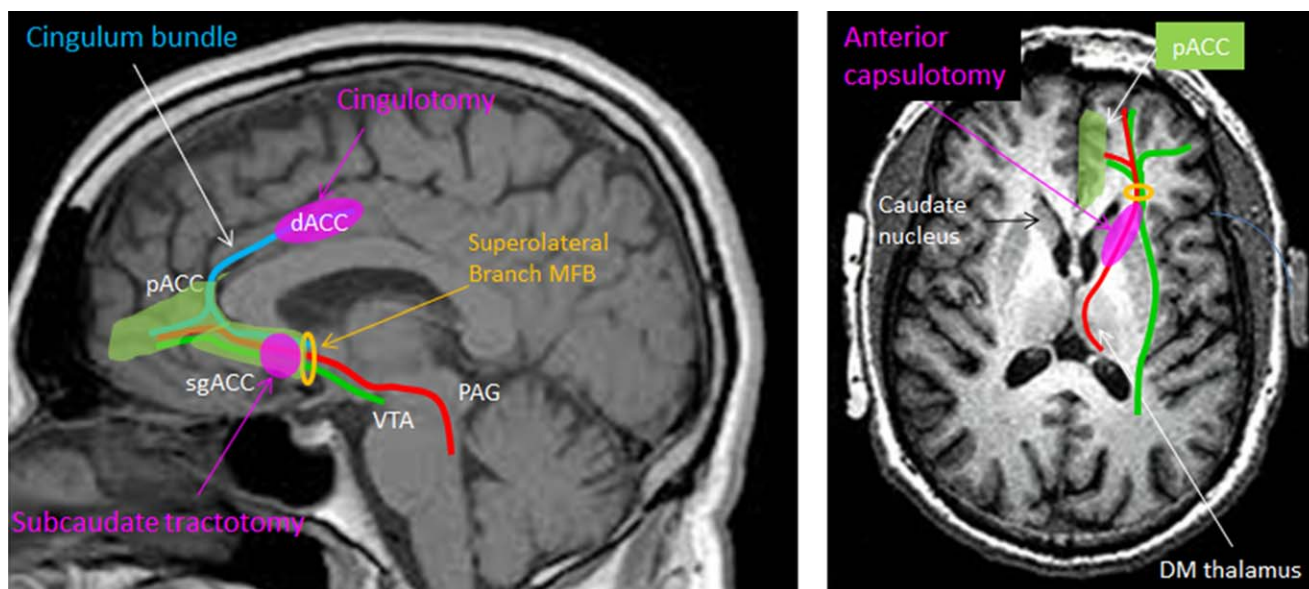 Cingulum bundle
Cingulotomy
dACC
Superolateral
Branch MFB
pACC
sgACC
PAG
VTA
Subcaudate tractotomy
Anterior
capsulotomy
pACC
Caudate
nucleus
DM thalamus